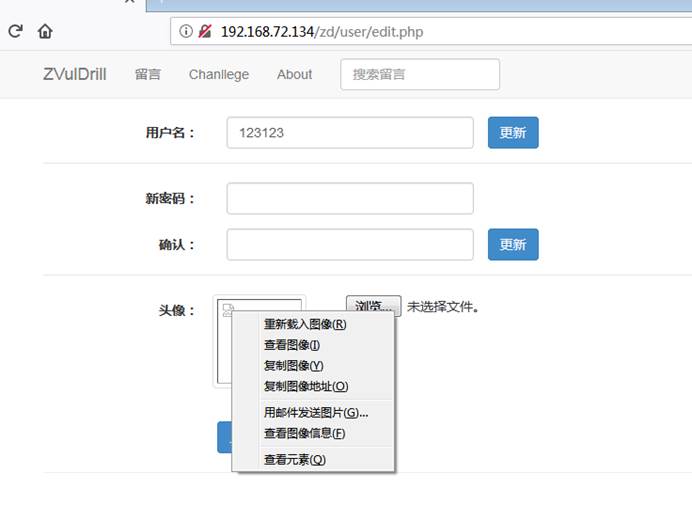 192.168.72.134/zd/user/edit.php
ZVulDrill 留言 Chanllege About 搜索留言
用户名： 123123 更新
新密码：
确认： 更新
头像： 浏览... 未选择文件。
重新载入图像(R)
查看图像(I)
复制图像(Y)
复制图像地址(O)
用邮件发送图片(G)...
查看图像信息(F)
查看元素(Q)